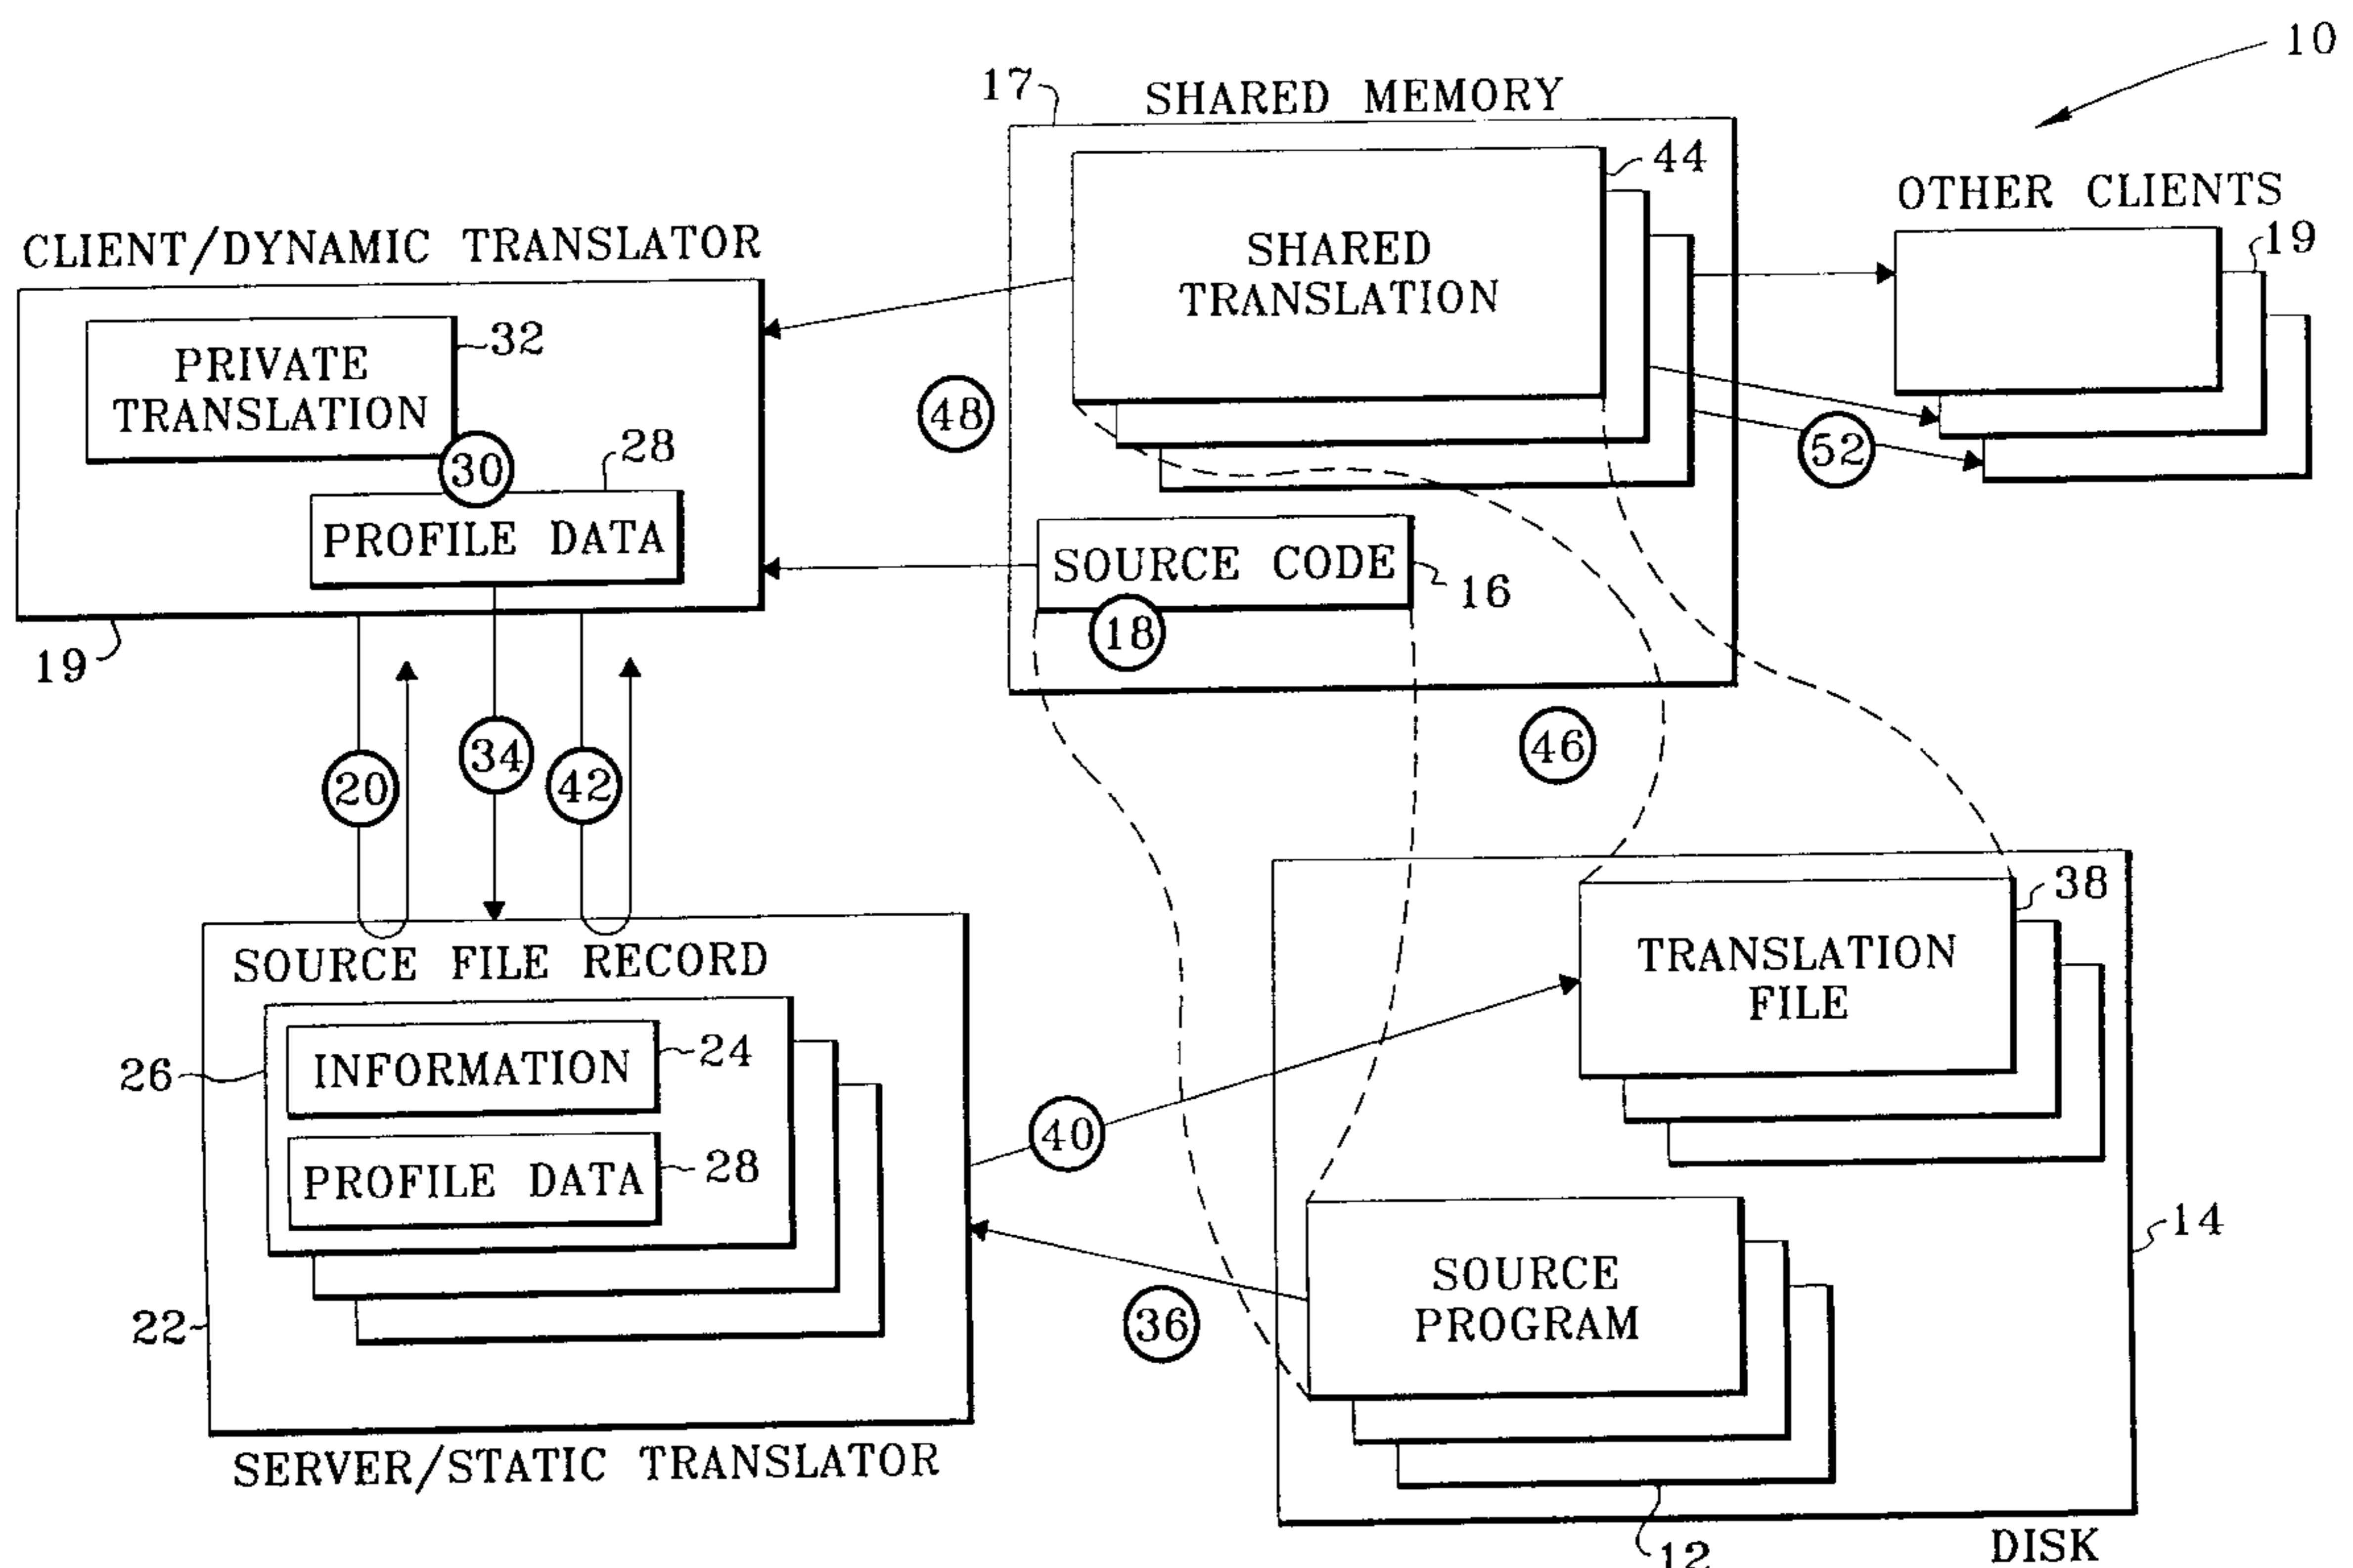 10
17
SHARED MEMORY
44
OTHER CLIENTS
19
CLIENT/DYNAMIC TRANSLATOR
SHARED
TRANSLATION
32
PRIVATE
TRANSLATION
48
52
30
28
PROFILE DATA
SOURCE CODE
16
18
19
20
34
42
46
38
SOURCE FILE RECORD
TRANSLATION
FILE
26
INFORMATION
24
40
PROFILE DATA
28
14
SOURCE
PROGRAM
22
36
SERVER/STATIC TRANSLATOR
12
DISK